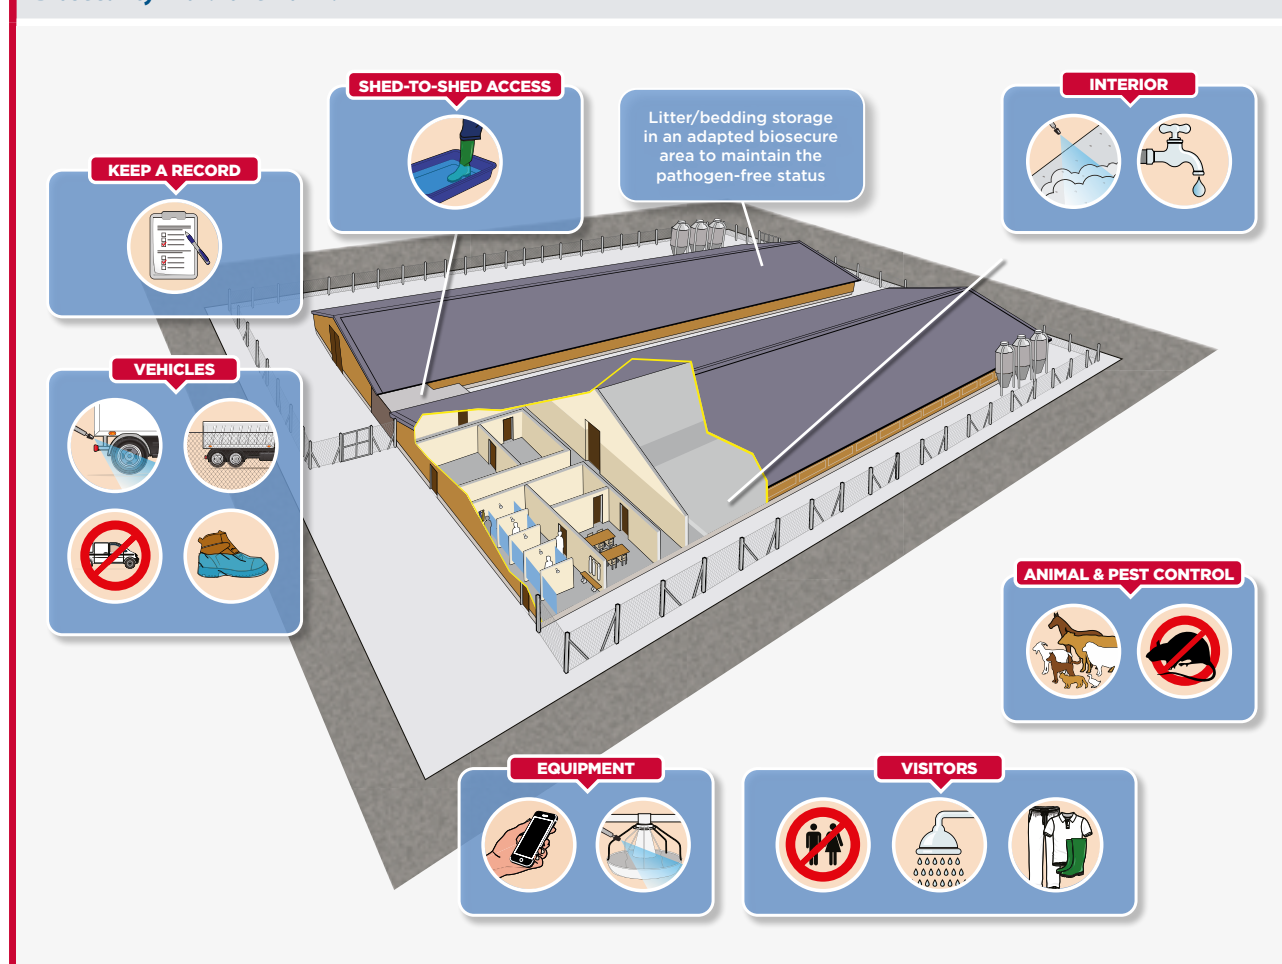 SHED-TO-SHED ACCESS
INTERIOR
Litter/bedding storage
in an adapted biosecure
area to maintain the
pathogen-free status
KEEP A RECORD
VEHICLES
ANIMAL & PEST CONTROL
EQUIPMENT
VISITORS